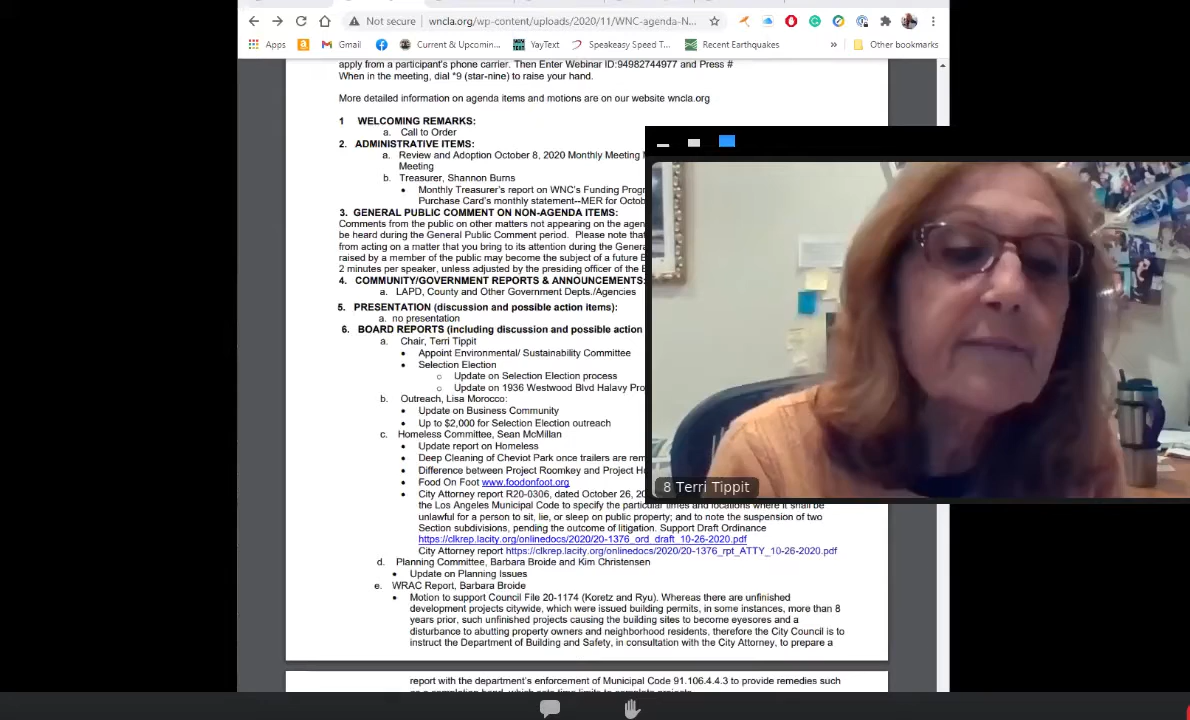 Not secure | wncla.org/wp-content/uploads/2020/11/WNC-agenda-N...
Apps Gmail Current & Upcomin... YayText Speakeasy Speed T... Recent Earthquakes » Other bookmarks
apply from a participant's phone carrier. Then Enter Webinar ID:94982744977 and Press #
When in the meeting, dial *9 (star-nine) to raise your hand.
More detailed information on agenda items and motions are on our website wncla.org
1 WELCOMING REMARKS:
a. Call to Order
2. ADMINISTRATIVE ITEMS:
a. Review and Adoption October 8, 2020 Monthly Meeting
Meeting
b. Treasurer, Shannon Burns
• Monthly Treasurer's report on WNC's Funding Prog
Purchase Card's monthly statement--MER for Octob
3. GENERAL PUBLIC COMMENT ON NON-AGENDA ITEMS:
Comments from the public on other matters not appearing on the agen
be heard during the General Public Comment period. Please note that
from acting on a matter that you bring to its attention during the Genera
raised by a member of the public may become the subject of a future B
2 minutes per speaker, unless adjusted by the presiding officer of the B
4. COMMUNITY/GOVERNMENT REPORTS & ANNOUNCEMENTS:
a. LAPD, County and Other Government Depts./Agencies
5. PRESENTATION (discussion and possible action items):
a. no presentation
6. BOARD REPORTS (including discussion and possible action
a. Chair, Terri Tippit
• Appoint Environmental/ Sustainability Committee
• Selection Election
o Update on Selection Election process
o Update on 1936 Westwood Blvd Halavy Pro
b. Outreach, Lisa Morocco:
• Update on Business Community
• Up to $2,000 for Selection Election outreach
c. Homeless Committee, Sean McMillan
• Update report on Homeless
• Deep Cleaning of Cheviot Park once trailers are rem
• Difference between Project Roomkey and Project H
• Food On Foot www.foodonfoot.org
• City Attorney report R20-0306, dated October 26, 20
the Los Angeles Municipal Code to specify the particular times and locations where it shall be
unlawful for a person to sit, lie, or sleep on public property; and to note the suspension of two
Section subdivisions, pending the outcome of litigation. Support Draft Ordinance
https://clkrep.lacity.org/onlinedocs/2020/20-1376_ord_draft_10-26-2020.pdf
City Attorney report https://clkrep.lacity.org/onlinedocs/2020/20-1376_rpt_ATTY_10-26-2020.pdf
d. Planning Committee, Barbara Broide and Kim Christensen
• Update on Planning Issues
e. WRAC Report, Barbara Broide
• Motion to support Council File 20-1174 (Koretz and Ryu). Whereas there are unfinished
development projects citywide, which were issued building permits, in some instances, more than 8
years prior, such unfinished projects causing the building sites to become eyesores and a
disturbance to abutting property owners and neighborhood residents, therefore the City Council is to
instruct the Department of Building and Safety, in consultation with the City Attorney, to prepare a
report with the department's enforcement of Municipal Code 91.106.4.4.3 to provide remedies such
8 Terri Tippit